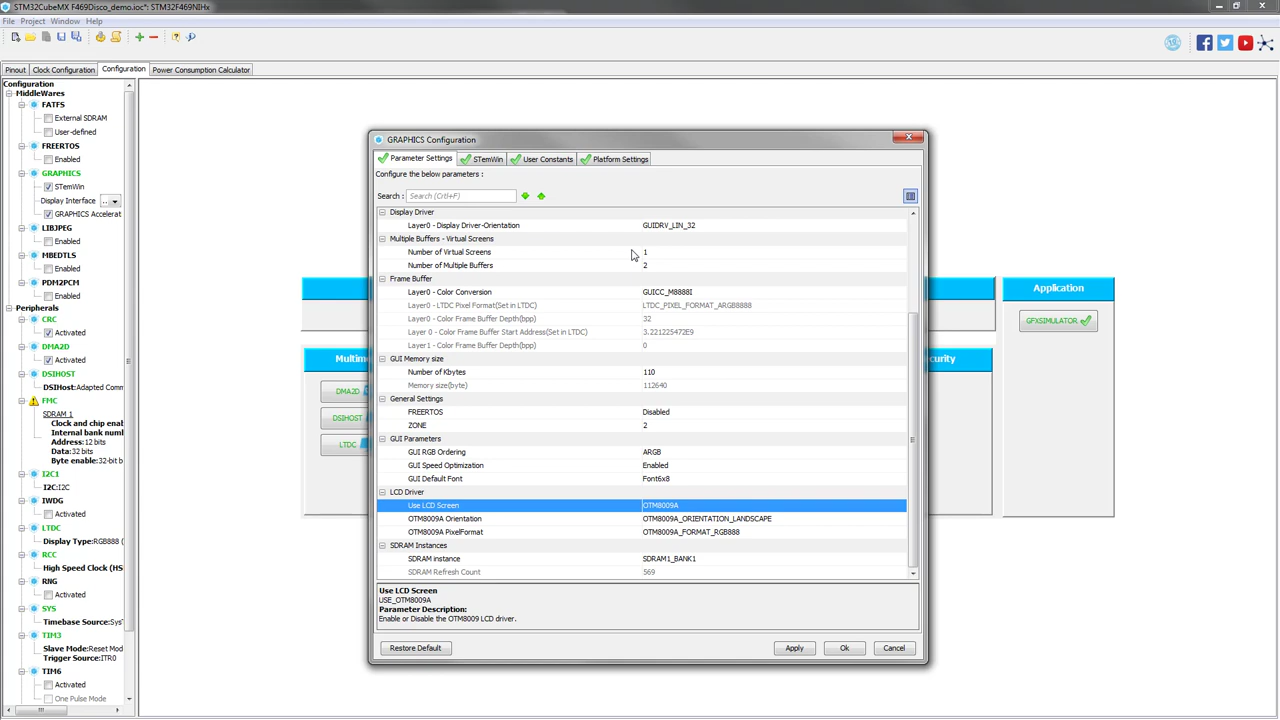 STM32CubeMX F469Disco_demo.ioc*: STM32F469NIHx
File Project Window Help
Pinout Clock Configuration Configuration Power Consumption Calculator
Configuration
MiddleWares
FATFS
External SDRAM
User-defined
FREERTOS
Enabled
GRAPHICS
STemWin
Display Interface ...
GRAPHICS Accelerat
LIBJPEG
Enabled
MBEDTLS
Enabled
PDM2PCM
Enabled
Peripherals
CRC
Activated
DMA2D
Activated
DSIHOST
DSIHost:Adapted Comm
FMC
SDRAM 1
Clock and chip enab
Internal bank numb
Address:12 bits
Data:32 bits
Byte enable:32-bit b
I2C1
I2C:I2C
IWDG
Activated
LTDC
Display Type:RGB888 (
RCC
High Speed Clock (HS
RNG
Activated
SYS
Timebase Source:Sys
TIM3
Slave Mode:Reset Mod
Trigger Source:ITR0
TIM6
Activated
One Pulse Mode
Multim
DMA2D
DSIHOST
LTDC
GRAPHICS Configuration
Parameter Settings STemWin User Constants Platform Settings
Configure the below parameters :
Search : Search (Crtl+F)
Display Driver
Layer0 - Display Driver-Orientation GUIDRV_LIN_32
Multiple Buffers - Virtual Screens
Number of Virtual Screens 1
Number of Multiple Buffers 2
Frame Buffer
Layer0 - Color Conversion GUICC_M8888I
Layer0 - LTDC Pixel Format(Set in LTDC) LTDC_PIXEL_FORMAT_ARGB8888
Layer0 - Color Frame Buffer Depth(bpp) 32
Layer 0 - Color Frame Buffer Start Address(Set in LTDC) 3.221225472E9
Layer1 - Color Frame Buffer Depth(bpp) 0
GUI Memory size
Number of Kbytes 110
Memory size(byte) 112640
General Settings
FREERTOS Disabled
ZONE 2
GUI Parameters
GUI RGB Ordering ARGB
GUI Speed Optimization Enabled
GUI Default Font Font6x8
LCD Driver
Use LCD Screen OTM8009A
OTM8009A Orientation OTM8009A_ORIENTATION_LANDSCAPE
OTM8009A PixelFormat OTM8009A_FORMAT_RGB888
SDRAM Instances
SDRAM instance SDRAM1_BANK1
SDRAM Refresh Count 569
Use LCD Screen
USE_OTM8009A
Parameter Description:
Enable or Disable the OTM8009 LCD driver.
Restore Default Apply Ok Cancel
curity
Application
GFXSIMULATOR